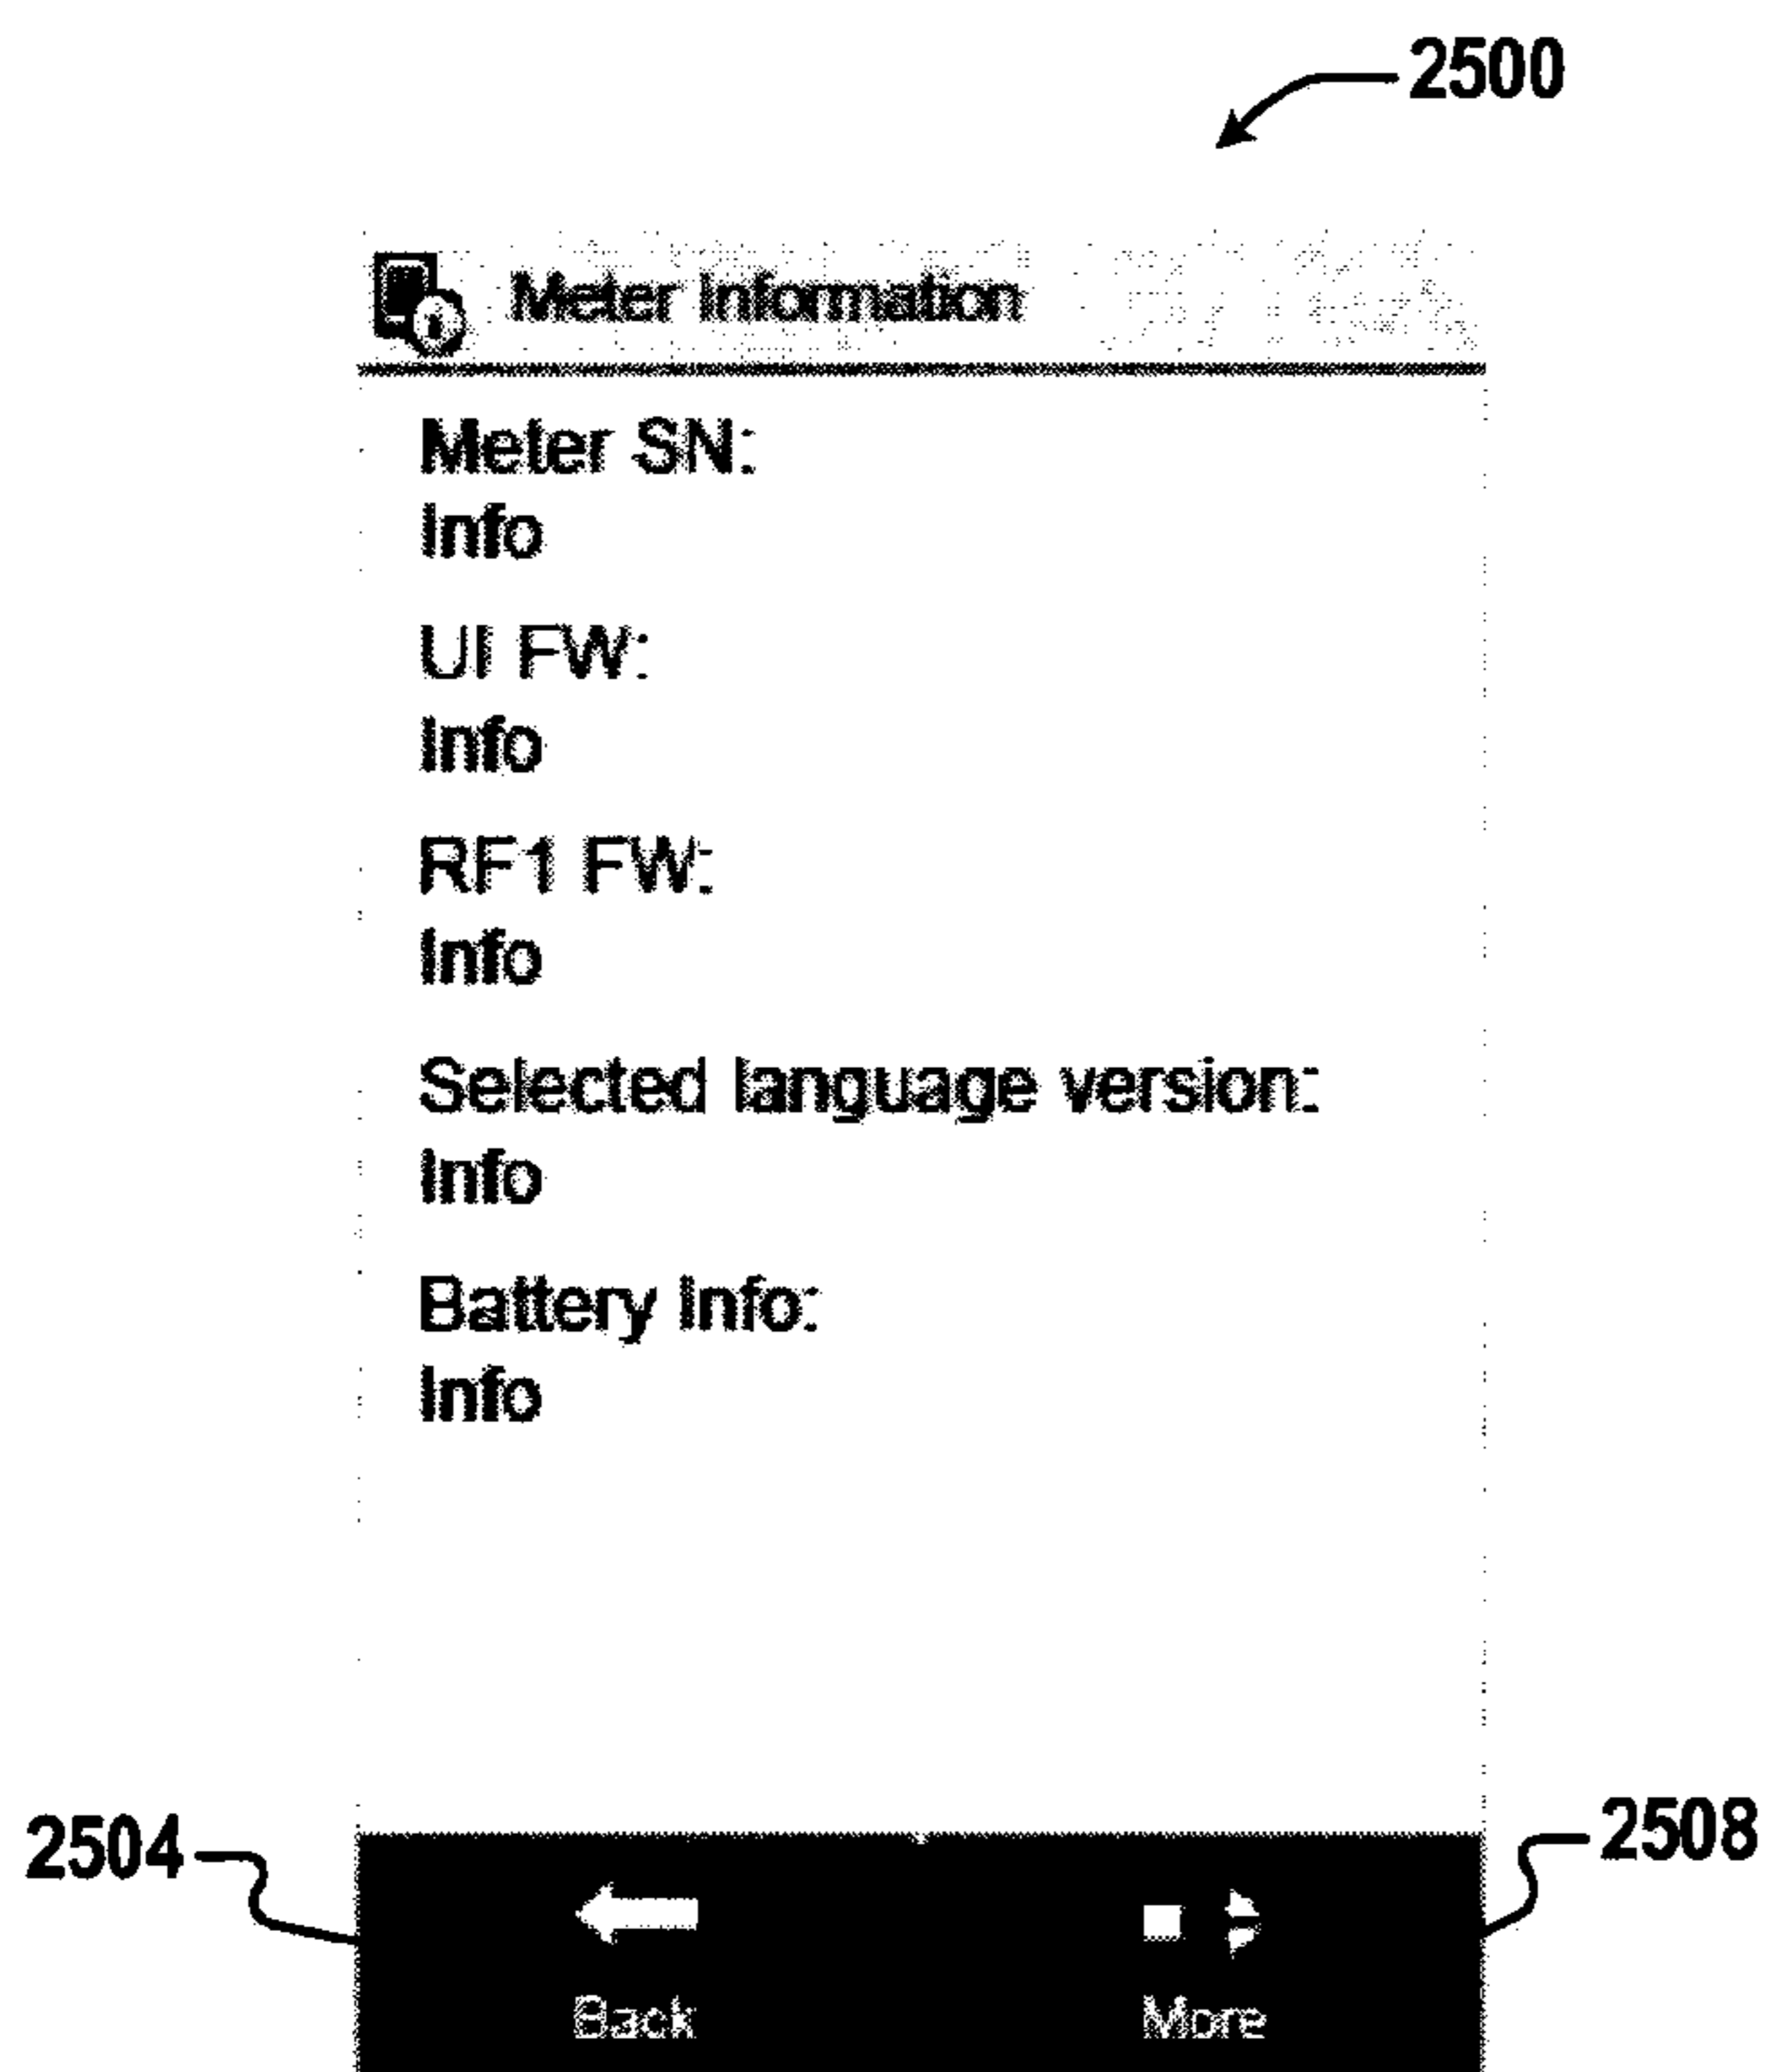 2500
Meter Information
Meter SN:
Info
UI FW:
Info
RF1 FW:
Info
Selected language version:
Info
Battery Info:
Info
2504
2508
Back
More